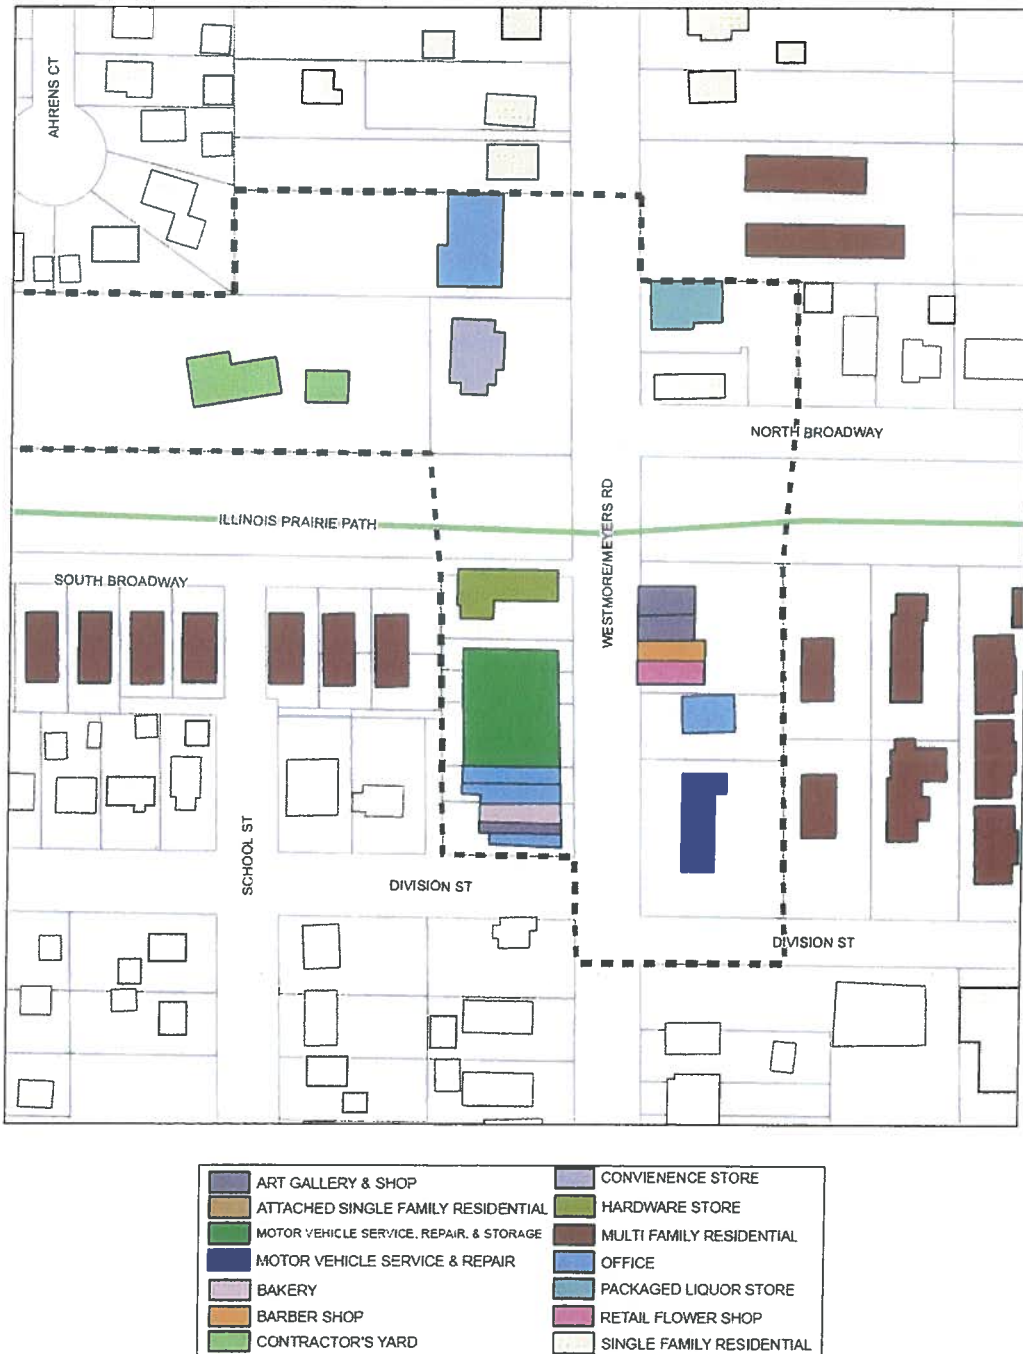 AHRENS CT
NORTH BROADWAY
WESTMORE/MEYERS RD
ILLINOIS PRAIRIE PATH
SOUTH BROADWAY
SCHOOL ST
DIVISION ST
DIVISION ST
ART GALLERY & SHOP
ATTACHED SINGLE FAMILY RESIDENTIAL
MOTOR VEHICLE SERVICE, REPAIR, & STORAGE
MOTOR VEHICLE SERVICE & REPAIR
BAKERY
BARBER SHOP
CONTRACTOR'S YARD
CONVIENENCE STORE
HARDWARE STORE
MULTI FAMILY RESIDENTIAL
OFFICE
PACKAGED LIQUOR STORE
RETAIL FLOWER SHOP
SINGLE FAMILY RESIDENTIAL